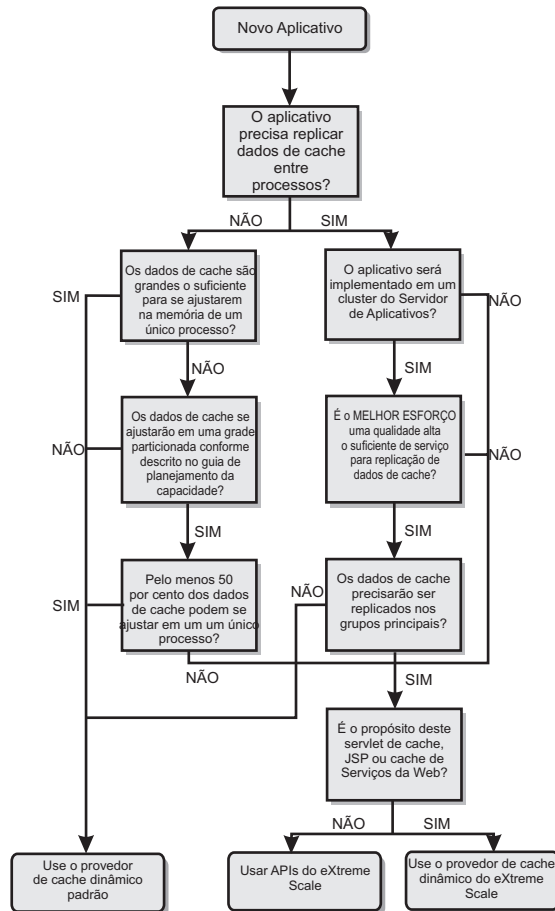 Novo Aplicativo
O aplicativo
precisa replicar
dados de cache
entre
processos?
NÃO
SIM
Os dados de cache são
grandes o suficiente
para se ajustarem
na memória de um
único processo?
O aplicativo será
implementado em um
cluster do Servidor
de Aplicativos?
SIM
NÃO
NÃO
SIM
Os dados de cache se
ajustarão em uma grade
particionada conforme
descrito no guia de
planejamento da
capacidade?
É o MELHOR ESFORÇO
uma qualidade alta
o suficiente de serviço
para replicação de
dados de cache?
NÃO
NÃO
SIM
SIM
Pelo menos 50
por cento dos dados
de cache podem se
ajustar em um um único
processo?
Os dados de cache
precisarão ser
replicados nos
grupos principais?
SIM
NÃO
NÃO
SIM
É o propósito deste
servlet de cache,
JSP ou cache de
Serviços da Web?
NÃO
SIM
Use o provedor
de cache dinâmico
padrão
Usar APIs do eXtreme
Scale
Use o provedor de cache
dinâmico do eXtreme
Scale